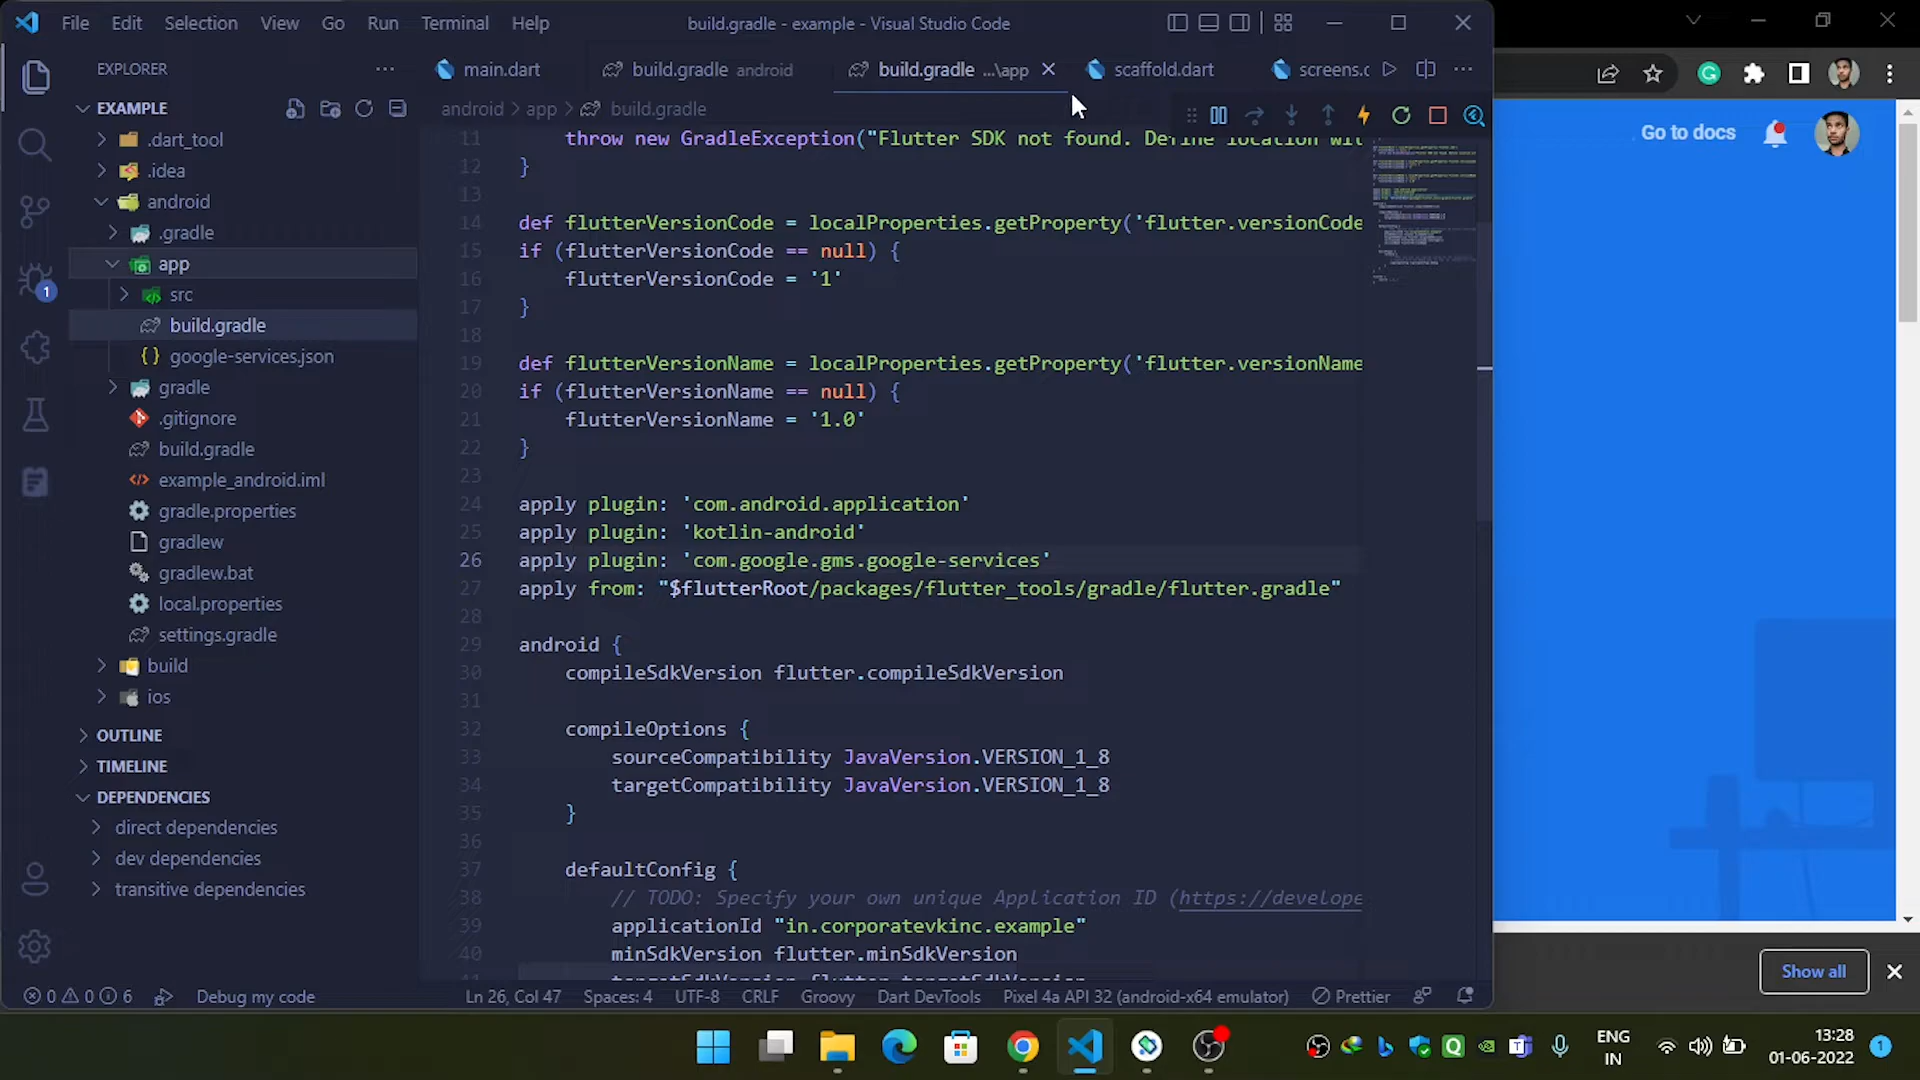 File Edit Selection View Go Run Terminal Help
build.gradle - example - Visual Studio Code
EXPLORER
main.dart
build.gradle android
build.gradle ...\app
scaffold.dart
screens.c
EXAMPLE
android > app > build.gradle
.dart_tool
.idea
android
.gradle
app
src
build.gradle
google-services.json
gradle
.gitignore
build.gradle
example_android.iml
gradle.properties
gradlew
gradlew.bat
local.properties
settings.gradle
build
ios
OUTLINE
TIMELINE
DEPENDENCIES
direct dependencies
dev dependencies
transitive dependencies
1
11 throw new GradleException("Flutter SDK not found. Define location wit
12 }
13
14 def flutterVersionCode = localProperties.getProperty('flutter.versionCode
15 if (flutterVersionCode == null) {
16 flutterVersionCode = '1'
17 }
18
19 def flutterVersionName = localProperties.getProperty('flutter.versionName
20 if (flutterVersionName == null) {
21 flutterVersionName = '1.0'
22 }
23
24 apply plugin: 'com.android.application'
25 apply plugin: 'kotlin-android'
26 apply plugin: 'com.google.gms.google-services'
27 apply from: "$flutterRoot/packages/flutter_tools/gradle/flutter.gradle"
28
29 android {
30 compileSdkVersion flutter.compileSdkVersion
31
32 compileOptions {
33 sourceCompatibility JavaVersion.VERSION_1_8
34 targetCompatibility JavaVersion.VERSION_1_8
35 }
36
37 defaultConfig {
38 // TODO: Specify your own unique Application ID (https://develope
39 applicationId "in.corporatevkinc.example"
40 minSdkVersion flutter.minSdkVersion
41 targetSdkVersion flutter.targetSdkVersion
0 0 6 Debug my code Ln 26, Col 47 Spaces: 4 UTF-8 CRLF Groovy Dart DevTools Pixel 4a API 32 (android-x64 emulator) Prettier
Go to docs
Show all
ENG
IN
13:28
01-06-2022
1